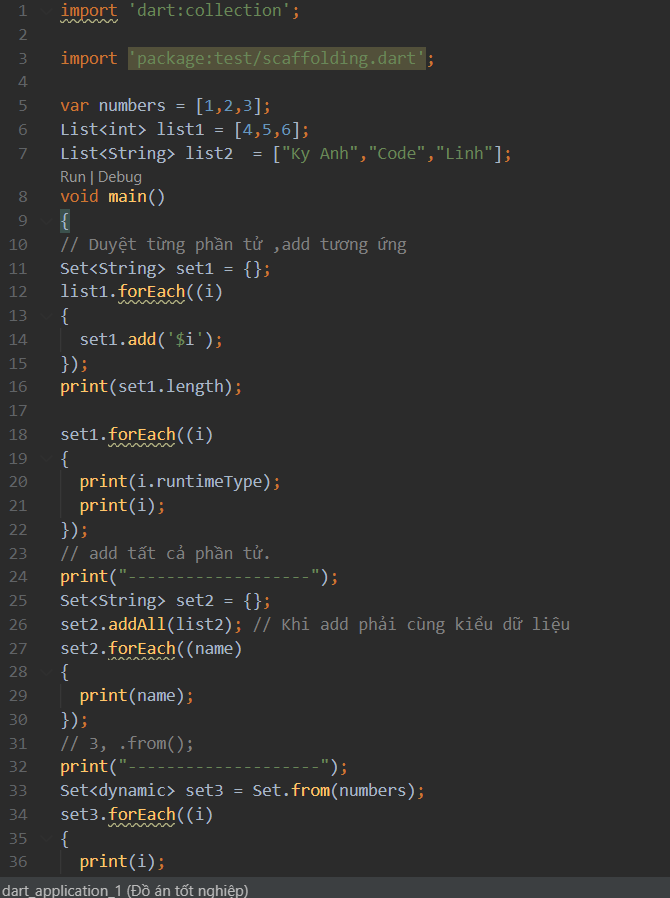 1 import 'dart:collection';
2
3 import 'package:test/scaffolding.dart';
4
5 var numbers = [1,2,3];
6 List<int> list1 = [4,5,6];
7 List<String> list2  = ["Ky Anh","Code","Linh"];
Run | Debug
8 void main()
9 {
10 // Duyệt từng phần tử ,add tương ứng
11 Set<String> set1 = {};
12 list1.forEach((i)
13 {
14   set1.add('$i');
15 });
16 print(set1.length);
17
18 set1.forEach((i)
19 {
20   print(i.runtimeType);
21   print(i);
22 });
23 // add tất cả phần tử.
24 print("-------------------");
25 Set<String> set2 = {};
26 set2.addAll(list2); // Khi add phải cùng kiểu dữ liệu
27 set2.forEach((name)
28 {
29   print(name);
30 });
31 // 3, .from();
32 print("--------------------");
33 Set<dynamic> set3 = Set.from(numbers);
34 set3.forEach((i)
35 {
36   print(i);
dart_application_1 (Đồ án tốt nghiệp)